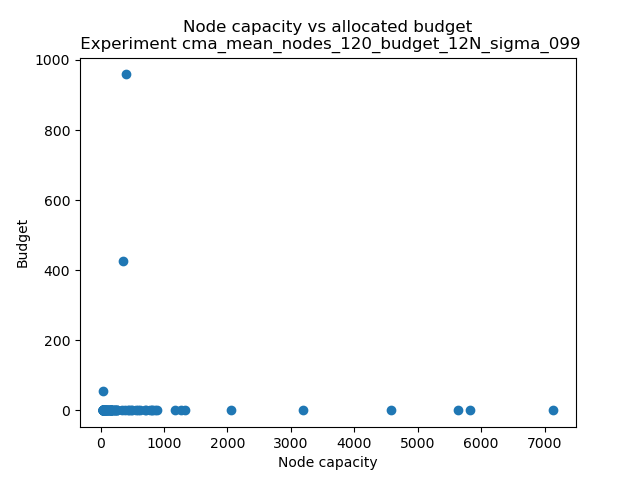 Node capacity vs allocated budget
Experiment cma_mean_nodes_120_budget_12N_sigma_099
1000
800
600
400
200
0
Budget
0 1000 2000 3000 4000 5000 6000 7000
Node capacity